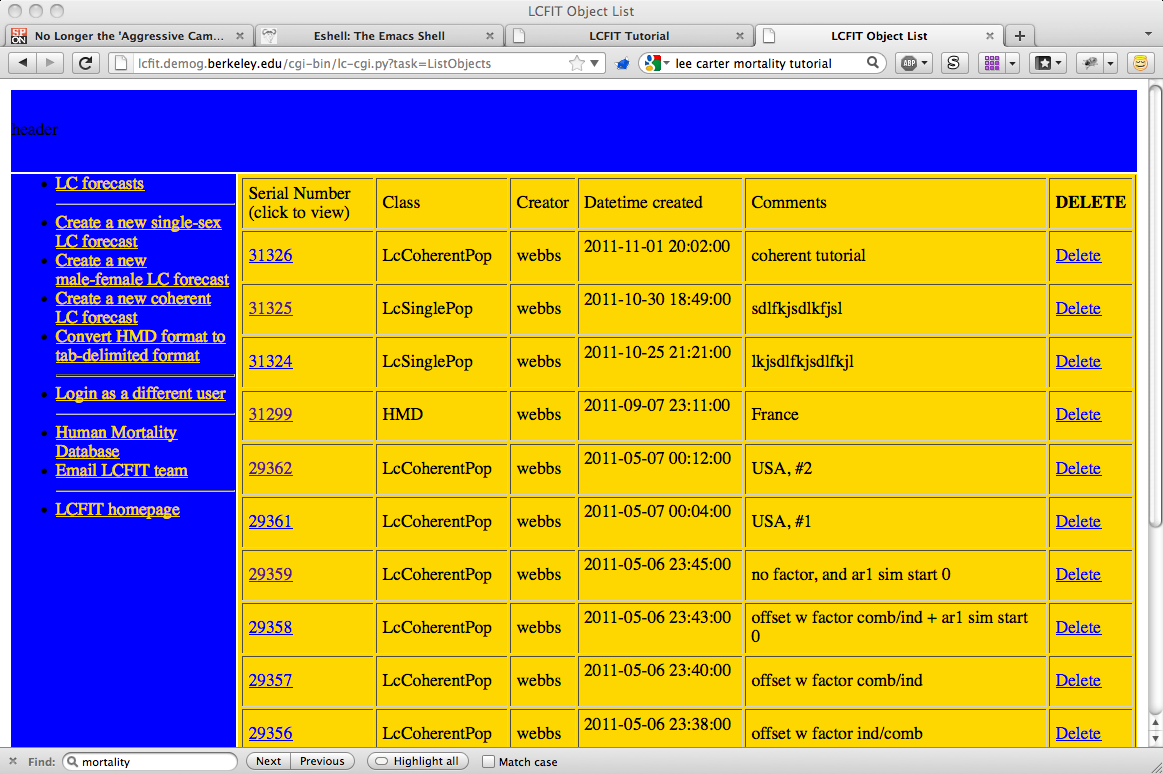 LCFIT Object List
No Longer the 'Aggressive Cam...
Eshell: The Emacs Shell
LCFIT Tutorial
LCFIT Object List
lcfit.demog.berkeley.edu/cgi-bin/lc-cgi.py?task=ListObjects
lee carter mortality tutorial
ABP
S
header
LC forecasts
Create a new single-sex
LC forecast
Create a new
male-female LC forecast
Create a new coherent
LC forecast
Convert HMD format to
tab-delimited format
Login as a different user
Human Mortality
Database
Email LCFIT team
LCFIT homepage
Serial Number
(click to view) Class Creator Datetime created Comments DELETE
31326 LcCoherentPop webbs 2011-11-01 20:02:00 coherent tutorial Delete
31325 LcSinglePop webbs 2011-10-30 18:49:00 sdlfkjsdlkfjsl Delete
31324 LcSinglePop webbs 2011-10-25 21:21:00 lkjsdlfkjsdlfkjl Delete
31299 HMD webbs 2011-09-07 23:11:00 France Delete
29362 LcCoherentPop webbs 2011-05-07 00:12:00 USA, #2 Delete
29361 LcCoherentPop webbs 2011-05-07 00:04:00 USA, #1 Delete
29359 LcCoherentPop webbs 2011-05-06 23:45:00 no factor, and ar1 sim start 0 Delete
29358 LcCoherentPop webbs 2011-05-06 23:43:00 offset w factor comb/ind + ar1 sim start
0 Delete
29357 LcCoherentPop webbs 2011-05-06 23:40:00 offset w factor comb/ind Delete
29356 LcCoherentPop webbs 2011-05-06 23:38:00 offset w factor ind/comb Delete
Find: mortality Next Previous Highlight all Match case